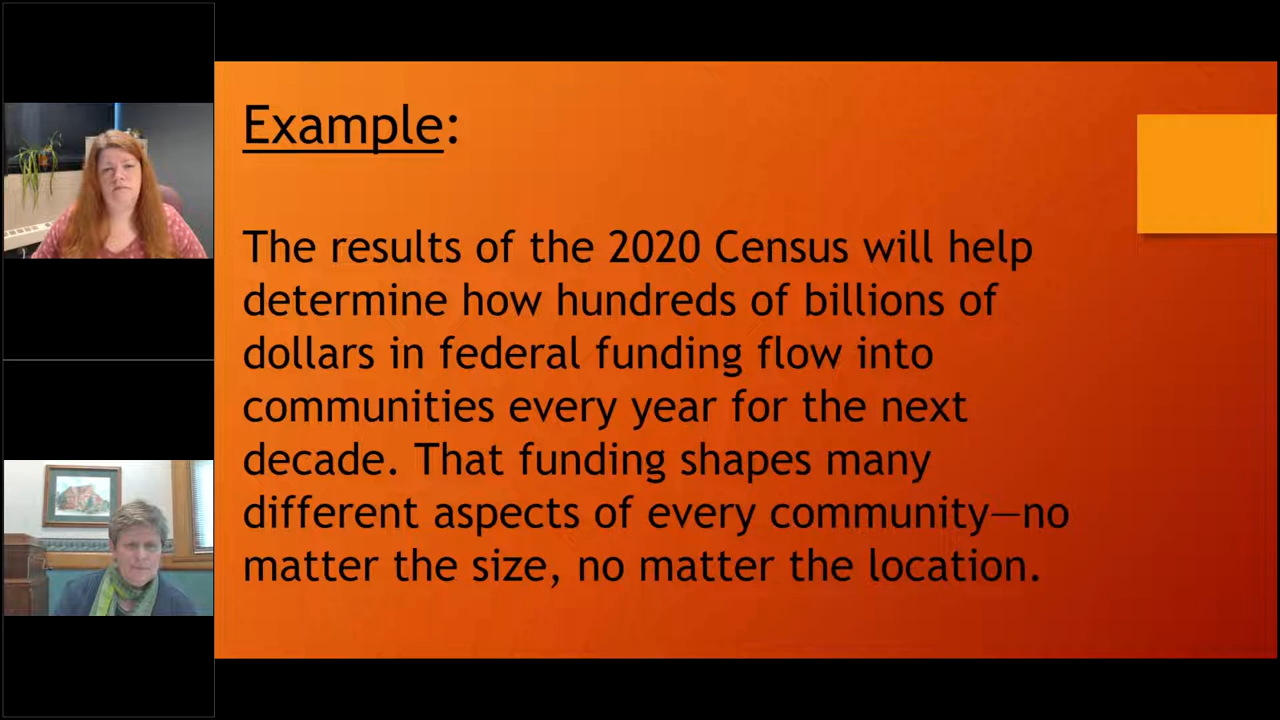 Example:
The results of the 2020 Census will help
determine how hundreds of billions of
dollars in federal funding flow into
communities every year for the next
decade. That funding shapes many
different aspects of every community—no
matter the size, no matter the location.